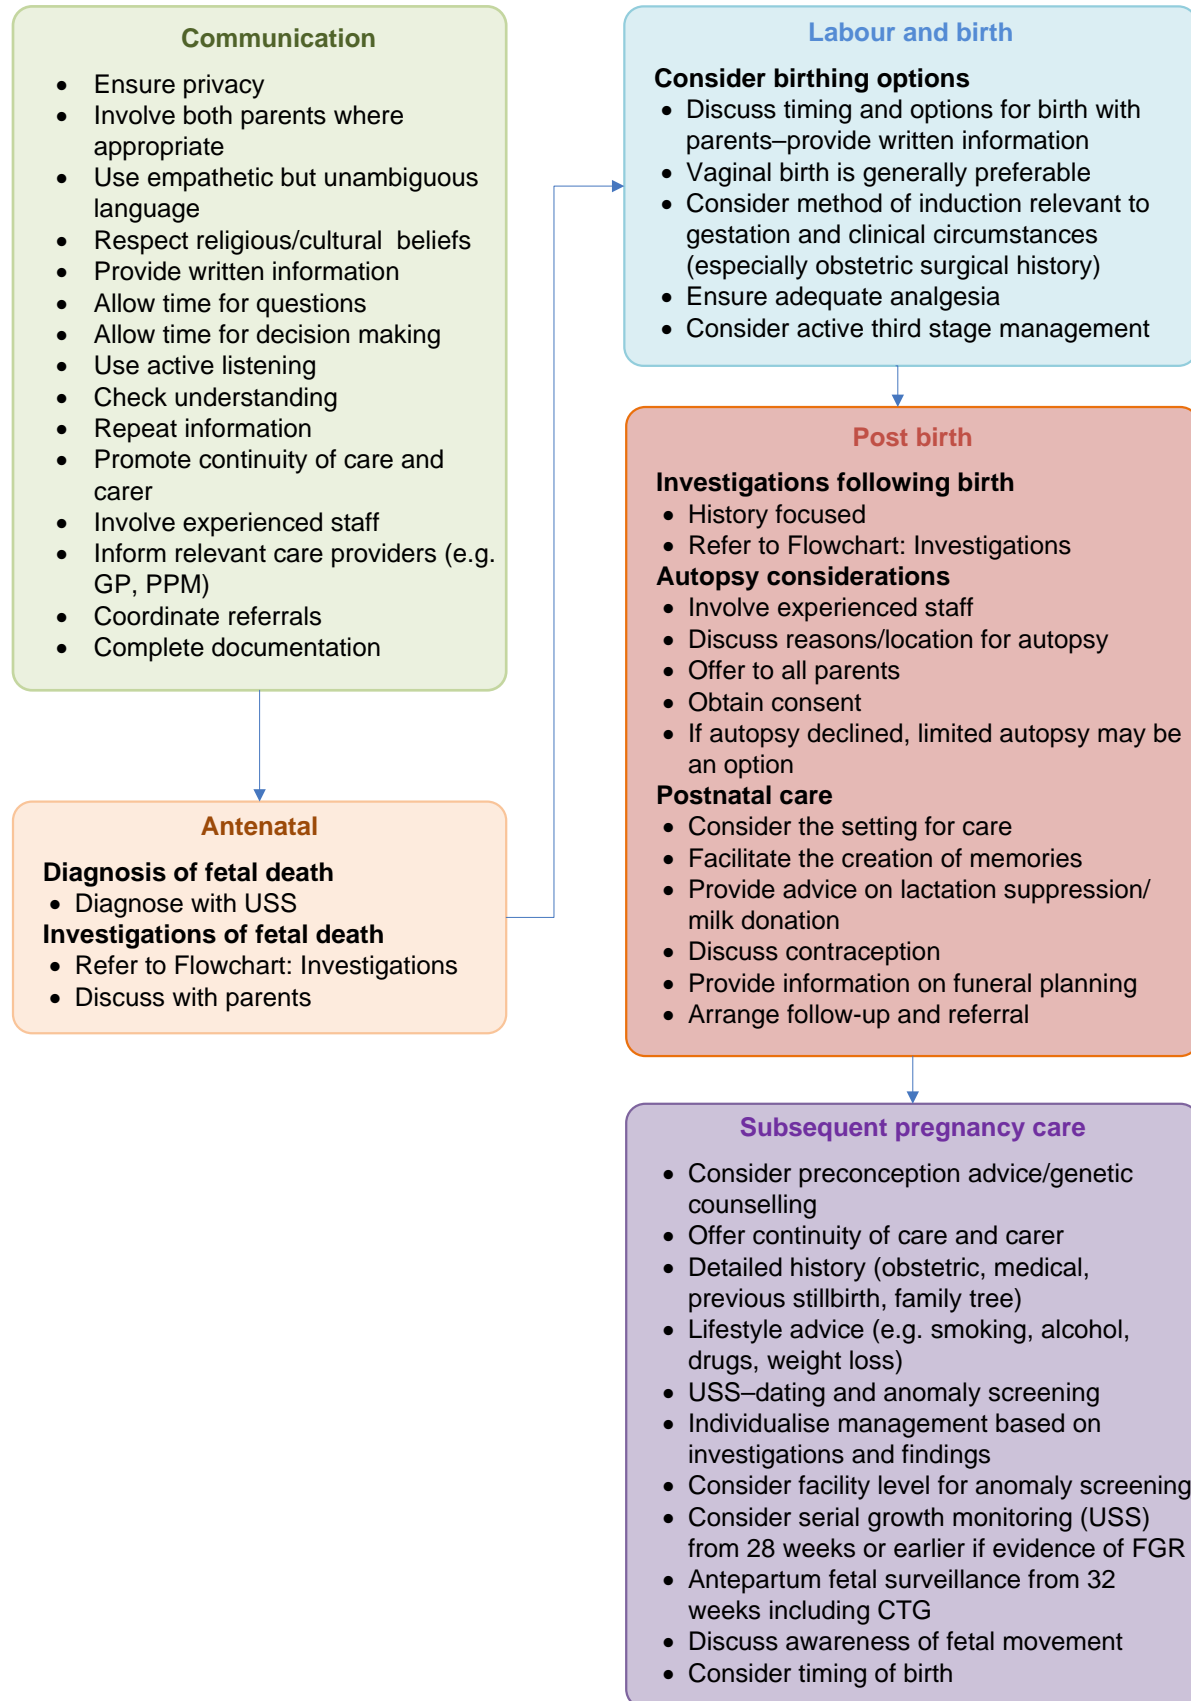 Communication
• Ensure privacy
• Involve both parents where
appropriate
• Use empathetic but unambiguous
language
• Respect religious/cultural beliefs
• Provide written information
• Allow time for questions
• Allow time for decision making
• Use active listening
• Check understanding
• Repeat information
• Promote continuity of care and
carer
• Involve experienced staff
• Inform relevant care providers (e.g.
GP, PPM)
• Coordinate referrals
• Complete documentation
Antenatal
Diagnosis of fetal death
• Diagnose with USS
Investigations of fetal death
• Refer to Flowchart: Investigations
• Discuss with parents
Labour and birth
Consider birthing options
• Discuss timing and options for birth with
parents–provide written information
• Vaginal birth is generally preferable
• Consider method of induction relevant to
gestation and clinical circumstances
(especially obstetric surgical history)
• Ensure adequate analgesia
• Consider active third stage management
Post birth
Investigations following birth
• History focused
• Refer to Flowchart: Investigations
Autopsy considerations
• Involve experienced staff
• Discuss reasons/location for autopsy
• Offer to all parents
• Obtain consent
• If autopsy declined, limited autopsy may be
an option
Postnatal care
• Consider the setting for care
• Facilitate the creation of memories
• Provide advice on lactation suppression/
milk donation
• Discuss contraception
• Provide information on funeral planning
• Arrange follow-up and referral
Subsequent pregnancy care
• Consider preconception advice/genetic
counselling
• Offer continuity of care and carer
• Detailed history (obstetric, medical,
previous stillbirth, family tree)
• Lifestyle advice (e.g. smoking, alcohol,
drugs, weight loss)
• USS–dating and anomaly screening
• Individualise management based on
investigations and findings
• Consider facility level for anomaly screening
• Consider serial growth monitoring (USS)
from 28 weeks or earlier if evidence of FGR
• Antepartum fetal surveillance from 32
weeks including CTG
• Discuss awareness of fetal movement
• Consider timing of birth